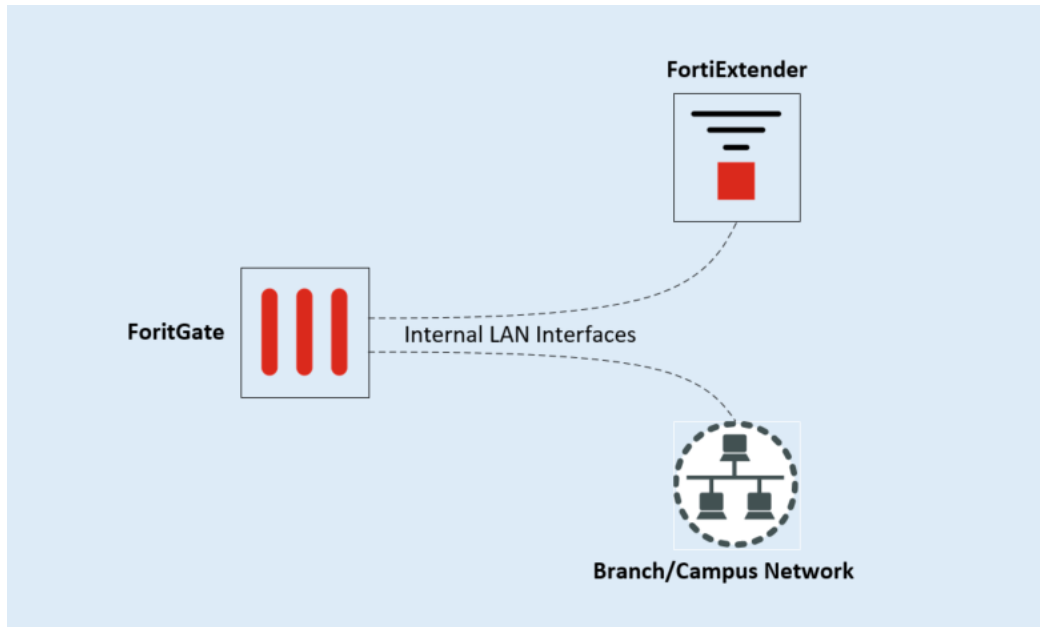 FortiExtender
ForitGate
Internal LAN Interfaces
Branch/Campus Network